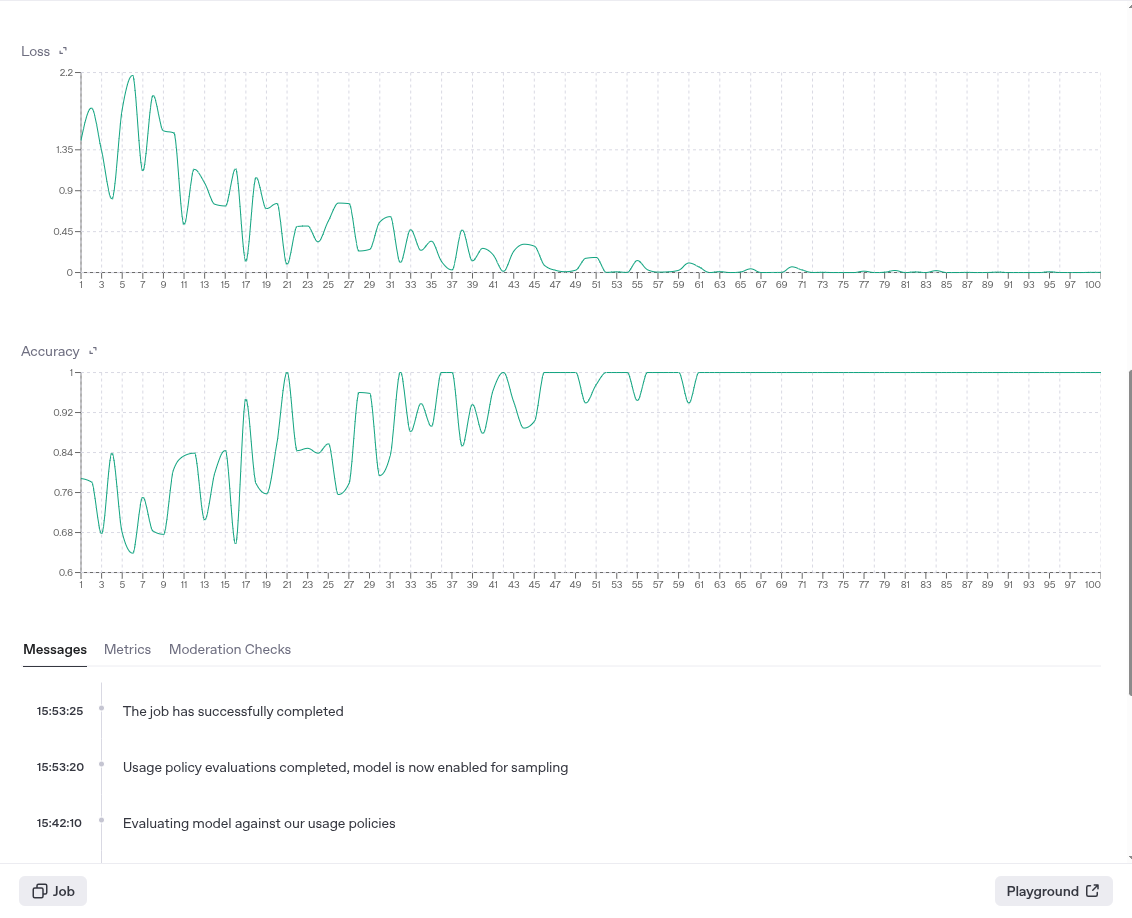 Loss
2.2
1.35
0.9
0.45
0
1 3 5 7 9 11 13 15 17 19 21 23 25 27 29 31 33 35 37 39 41 43 45 47 49 51 53 55 57 59 61 63 65 67 69 71 73 75 77 79 81 83 85 87 89 91 93 95 97 100
Accuracy
1
0.92
0.84
0.76
0.68
0.6
1 3 5 7 9 11 13 15 17 19 21 23 25 27 29 31 33 35 37 39 41 43 45 47 49 51 53 55 57 59 61 63 65 67 69 71 73 75 77 79 81 83 85 87 89 91 93 95 97 100
Messages Metrics Moderation Checks
15:53:25 The job has successfully completed
15:53:20 Usage policy evaluations completed, model is now enabled for sampling
15:42:10 Evaluating model against our usage policies
Job Playground